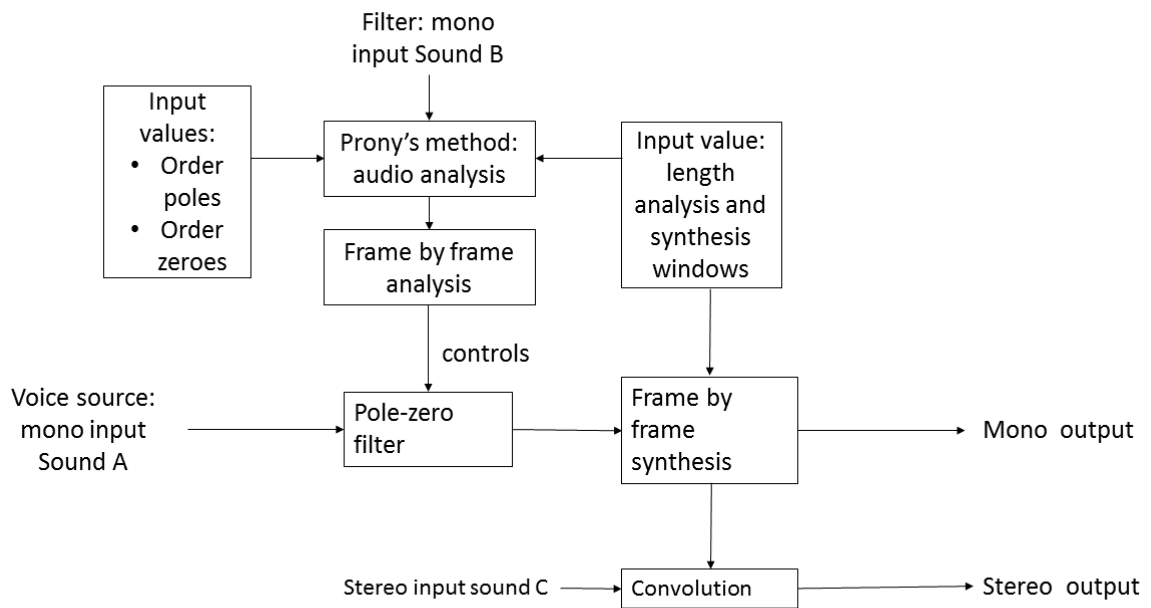 Filter: mono
input Sound B
Input
values:
• Order
poles
• Order
zeroes
Prony’s method:
audio analysis
Input value:
length
analysis and
synthesis
windows
Frame by frame
analysis
controls
Voice source:
mono input
Sound A
Pole-zero
filter
Frame by
frame
synthesis
Mono output
Stereo input sound C
Convolution
Stereo output